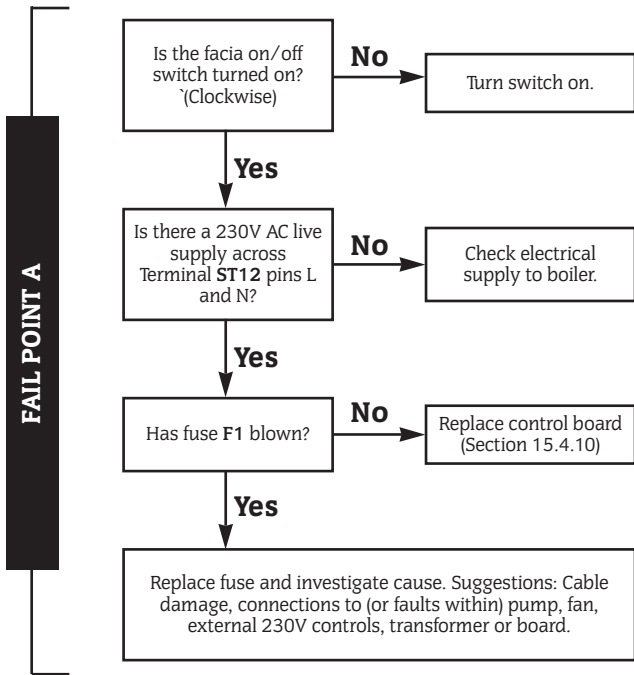 FAIL POINT A
Is the facia on/off
switch turned on?
`(Clockwise)
No
Turn switch on.
Yes
Is there a 230V AC live
supply across
Terminal ST12 pins L
and N?
No
Check electrical
supply to boiler.
Yes
Has fuse F1 blown?
No
Replace control board
(Section 15.4.10)
Yes
Replace fuse and investigate cause. Suggestions: Cable
damage, connections to (or faults within) pump, fan,
external 230V controls, transformer or board.